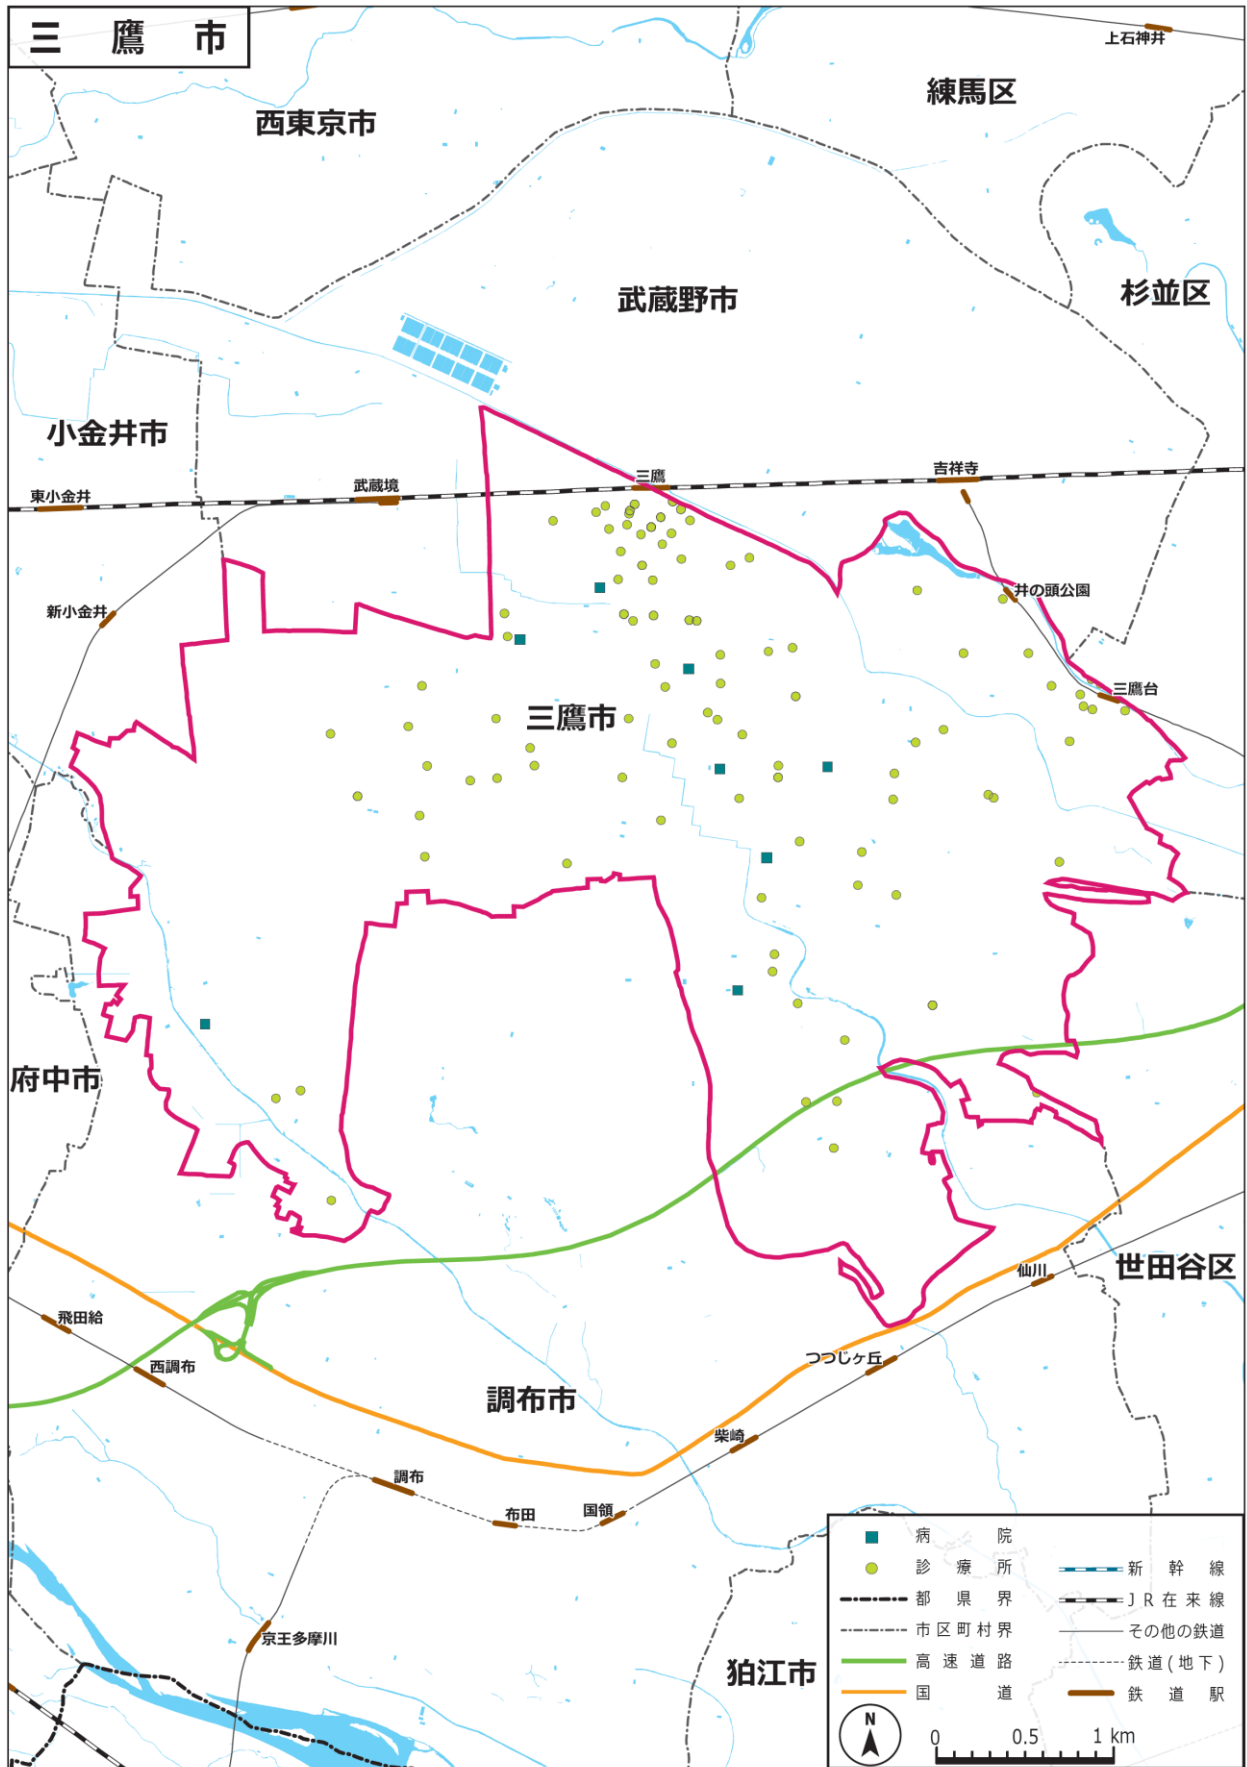 三鷹市
上石神井
練馬区
西東京市
杉並区
武蔵野市
小金井市
三鷹
吉祥寺
武蔵境
東小金井
井の頭公園
新小金井
三鷹台
三鷹市
府中市
世田谷区
仙川
飛田給
つつじヶ丘
西調布
調布市
柴崎
調布
国領
布田
京王多摩川
狛江市
病院
診療所
都県界
市区町村界
高速道路
国道
新幹線
JR在来線
その他の鉄道
鉄道(地下)
鉄道駅
N
0 0.5 1 km